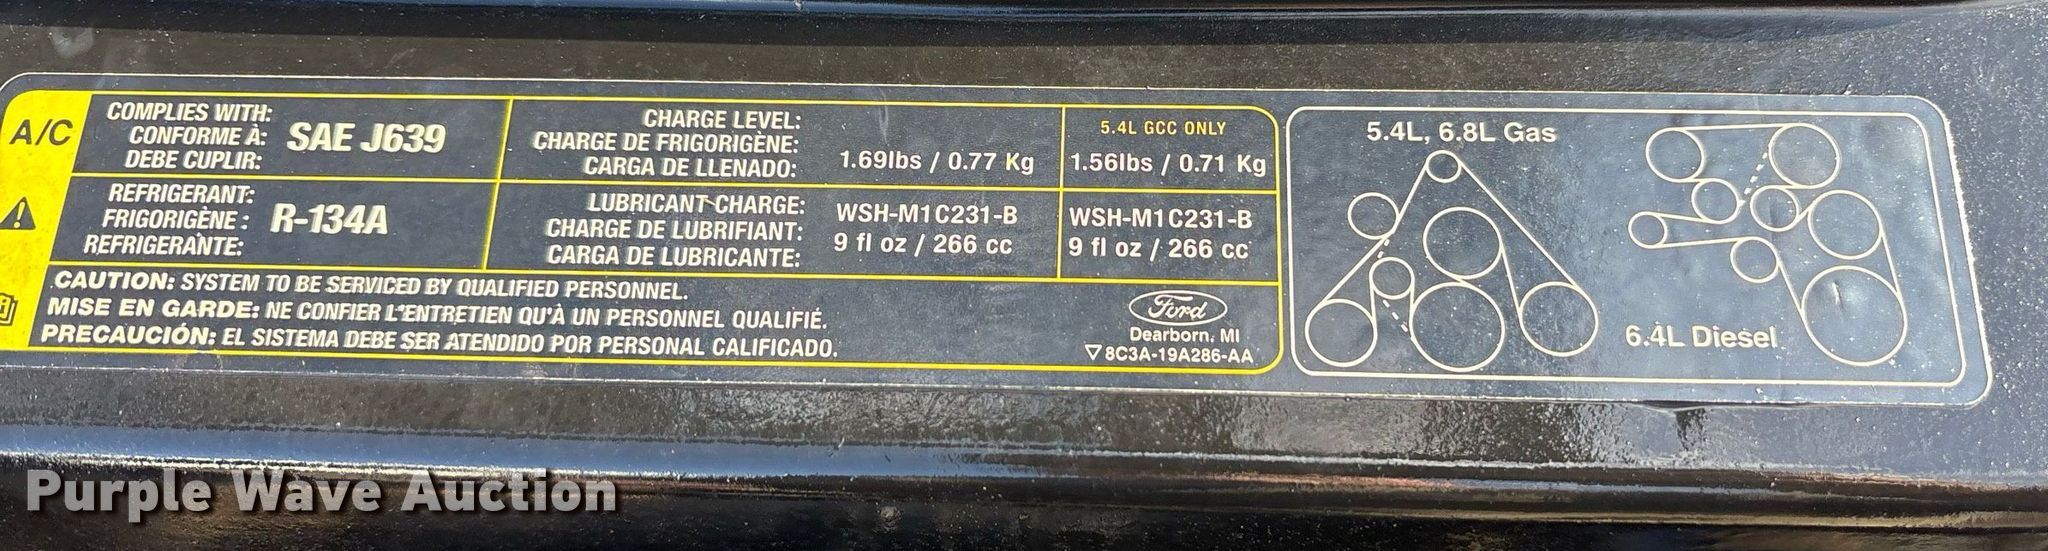 A/C
COMPLIES WITH:
CONFORME À:
DEBE CUPLIR:
SAE J639
REFRIGERANT:
FRIGORIGÈNE :
REFRIGERANTE:
R-134A
CHARGE LEVEL:
CHARGE DE FRIGORIGÈNE:
CARGA DE LLENADO:
1.69lbs / 0.77 Kg
5.4L GCC ONLY
1.56lbs / 0.71 Kg
LUBRICANT CHARGE:
CHARGE DE LUBRIFIANT:
CARGA DE LUBRICANTE:
WSH-M1C231-B
9 fl oz / 266 cc
WSH-M1C231-B
9 fl oz / 266 cc
CAUTION: SYSTEM TO BE SERVICED BY QUALIFIED PERSONNEL.
MISE EN GARDE: NE CONFIER L'ENTRETIEN QU'À UN PERSONNEL QUALIFIÉ.
PRECAUCIÓN: EL SISTEMA DEBE SER ATENDIDO POR PERSONAL CALIFICADO.
Ford
Dearborn, MI
▽8C3A-19A286-AA
5.4L, 6.8L Gas
6.4L Diesel
Purple Wave Auction